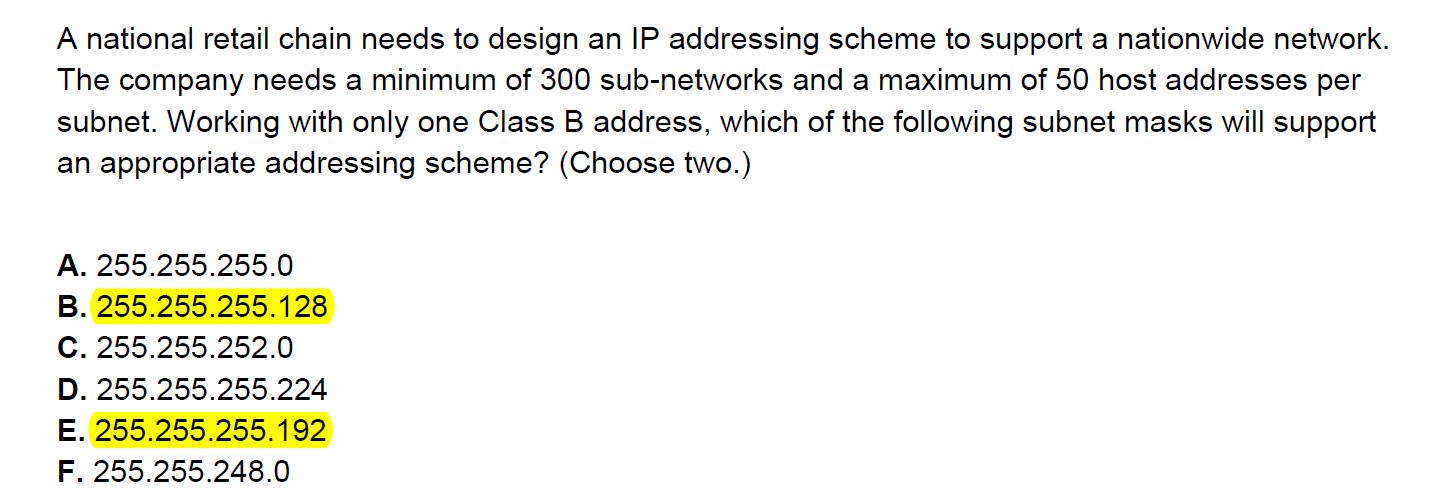 A national retail chain needs to design an IP addressing scheme to support a nationwide network.
The company needs a minimum of 300 sub-networks and a maximum of 50 host addresses per
subnet. Working with only one Class B address, which of the following subnet masks will support
an appropriate addressing scheme? (Choose two.)
A. 255.255.255.0
B. 255.255.255.128
C. 255.255.252.0
D. 255.255.255.224
E. 255.255.255.192
F. 255.255.248.0